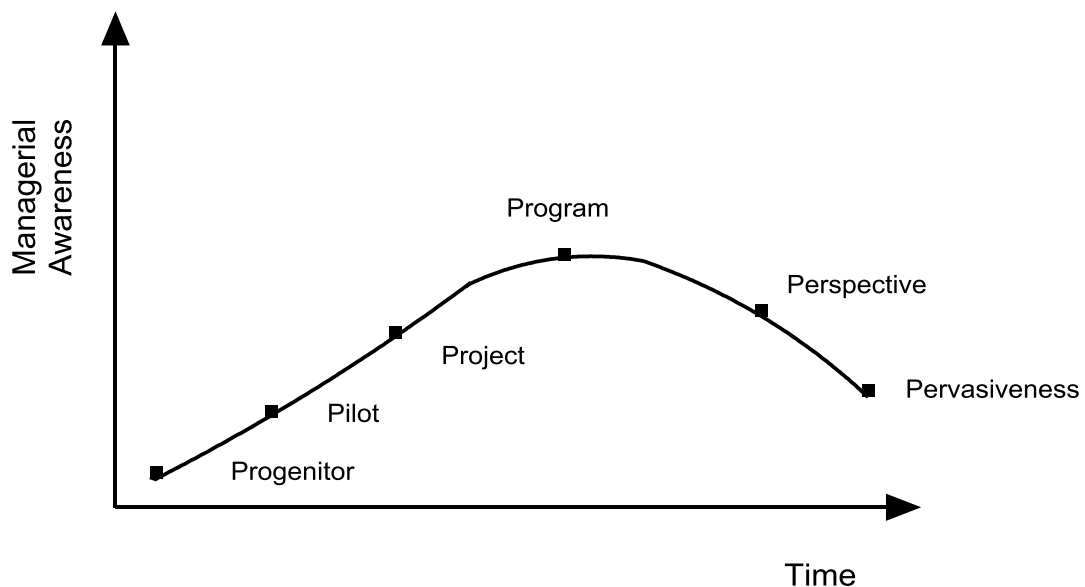 Managerial
Awareness
Program
Perspective
Project
Pervasiveness
Pilot
Progenitor
Time